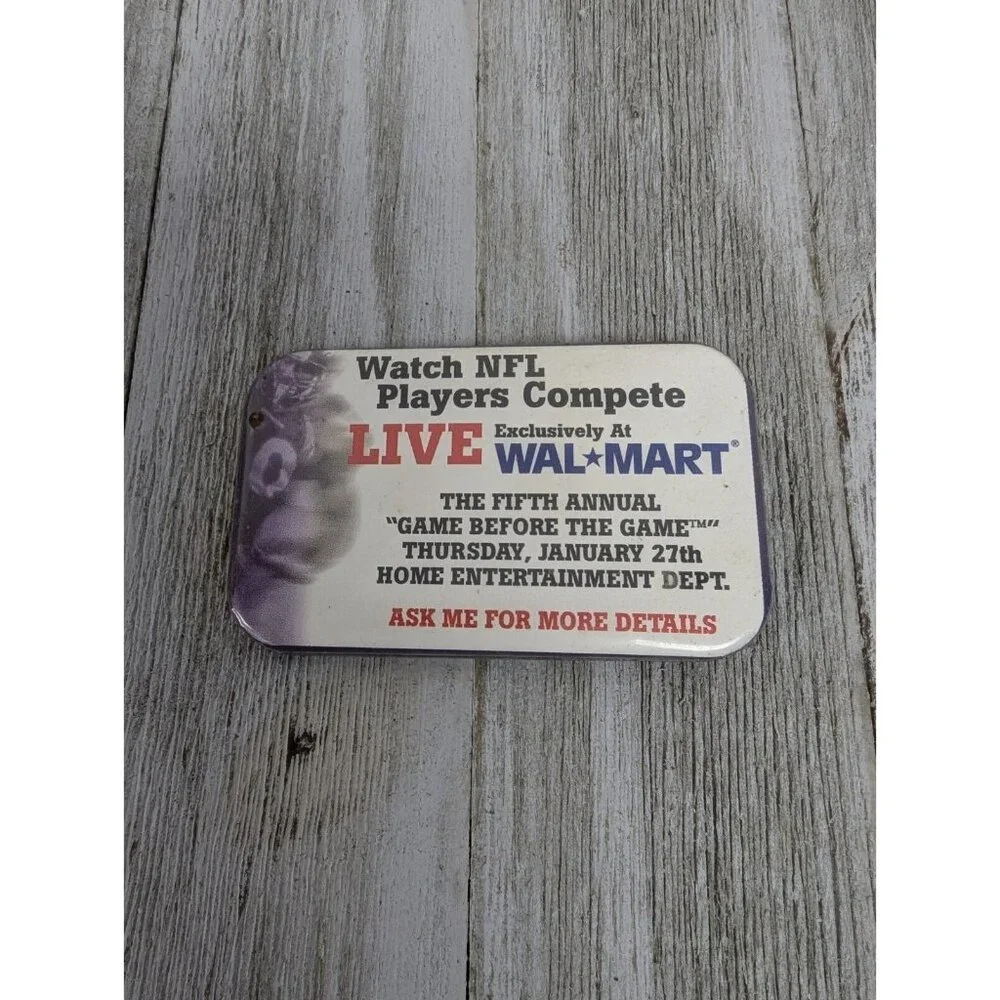 Watch NFL
Players Compete
LIVE Exclusively At
WAL★MART®
THE FIFTH ANNUAL
"GAME BEFORE THE GAME™"
THURSDAY, JANUARY 27th
HOME ENTERTAINMENT DEPT.
ASK ME FOR MORE DETAILS